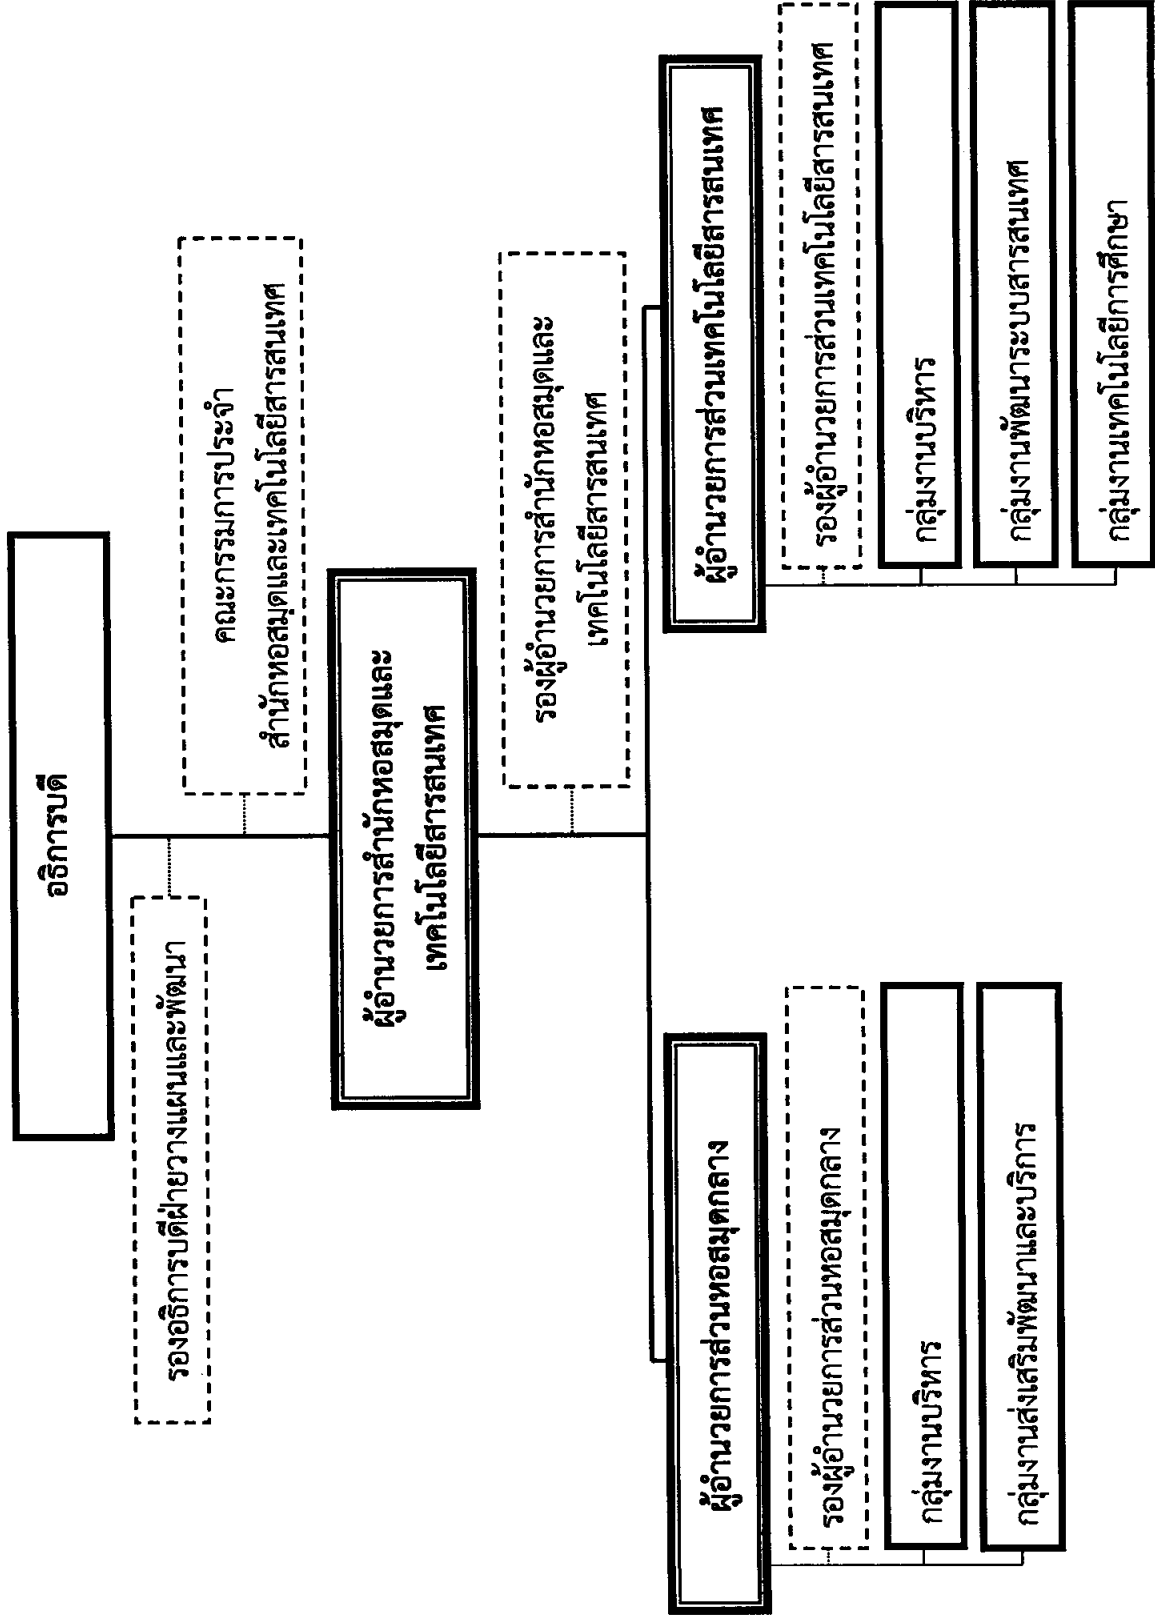 อธิการบดี
รองอธิการบดีฝ่ายวางแผนและพัฒนา
คณะกรรมการประจำ
สำนักหอสมุดและเทคโนโลยีสารสนเทศ
ผู้อำนวยการสำนักหอสมุดและ
เทคโนโลยีสารสนเทศ
รองผู้อำนวยการสำนักหอสมุดและ
เทคโนโลยีสารสนเทศ
ผู้อำนวยการส่วนหอสมุดกลาง
รองผู้อำนวยการส่วนหอสมุดกลาง
กลุ่มงานบริหาร
กลุ่มงานส่งเสริมพัฒนาและบริการ
ผู้อำนวยการส่วนเทคโนโลยีสารสนเทศ
รองผู้อำนวยการส่วนเทคโนโลยีสารสนเทศ
กลุ่มงานบริหาร
กลุ่มงานพัฒนาระบบสารสนเทศ
กลุ่มงานเทคโนโลยีการศึกษา